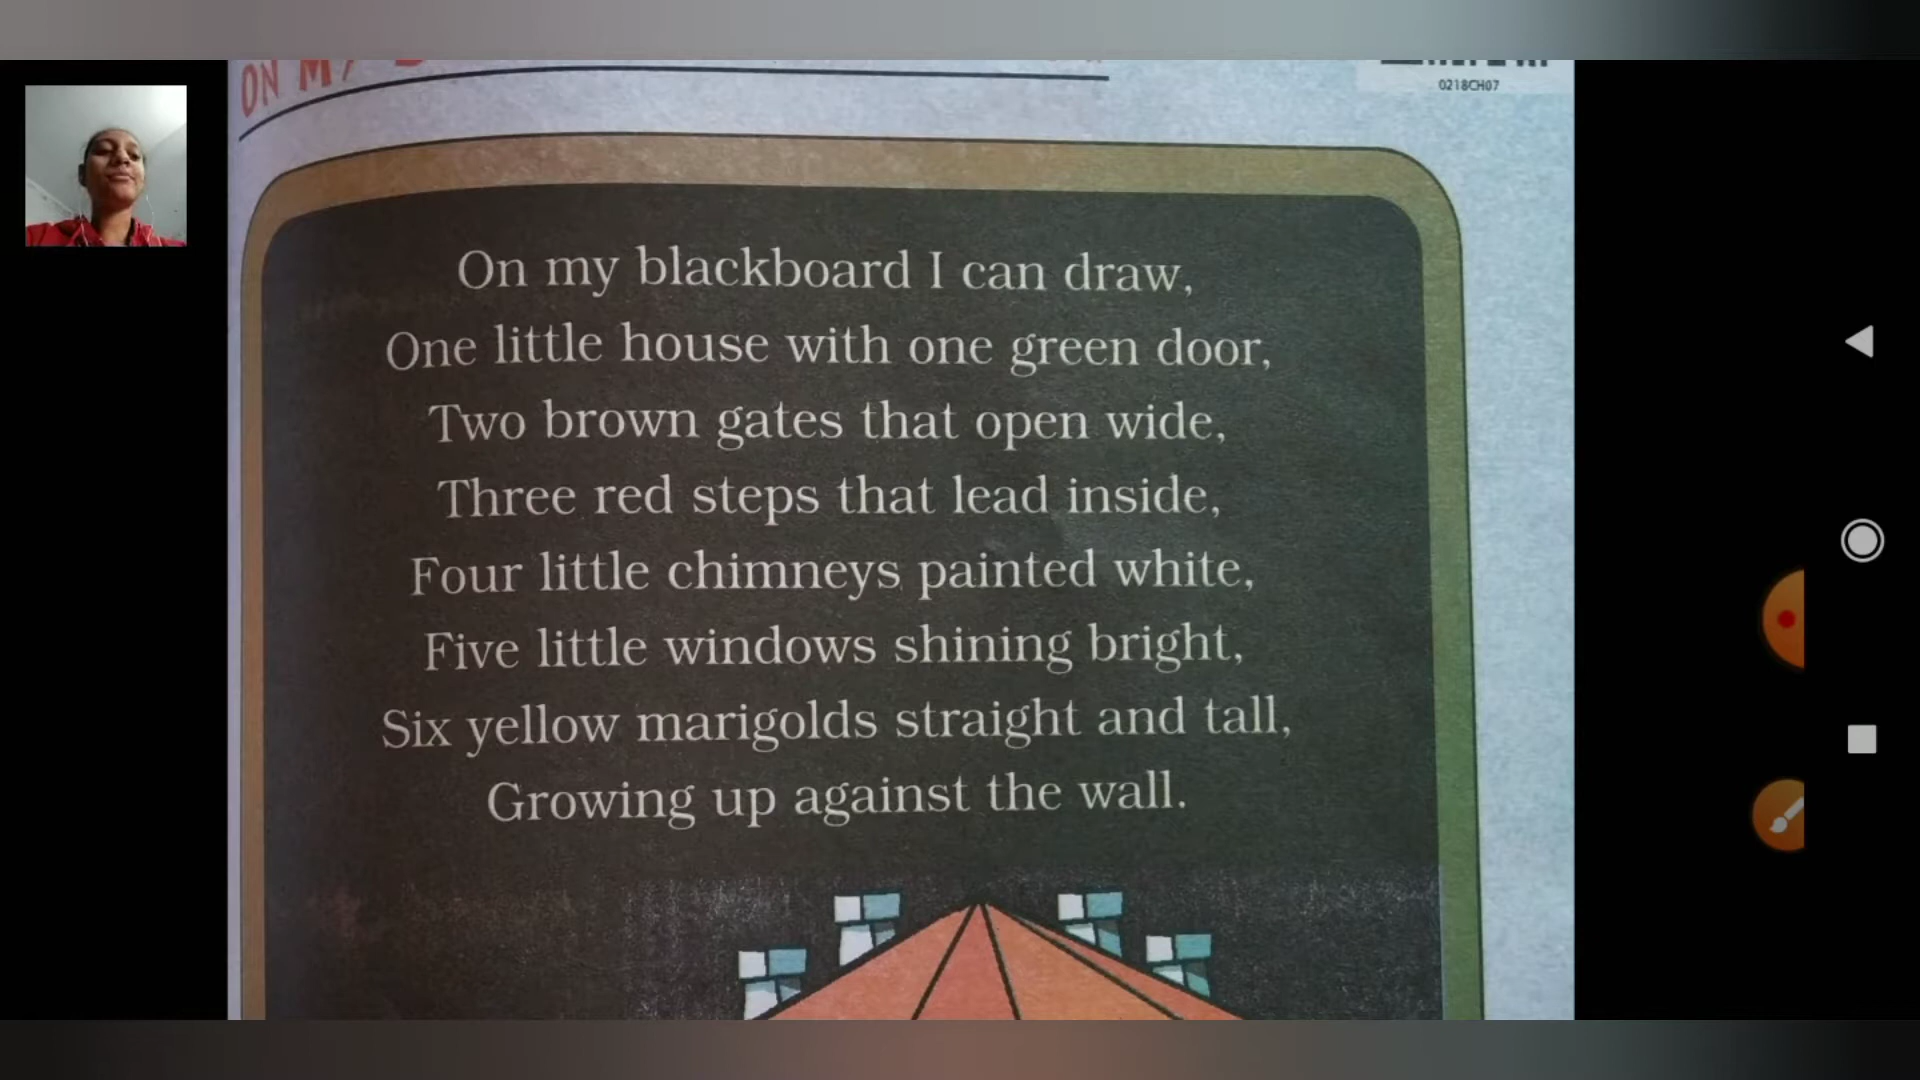 ON MY
0218CH07
On my blackboard I can draw,
One little house with one green door,
Two brown gates that open wide,
Three red steps that lead inside,
Four little chimneys painted white,
Five little windows shining bright,
Six yellow marigolds straight and tall,
Growing up against the wall.